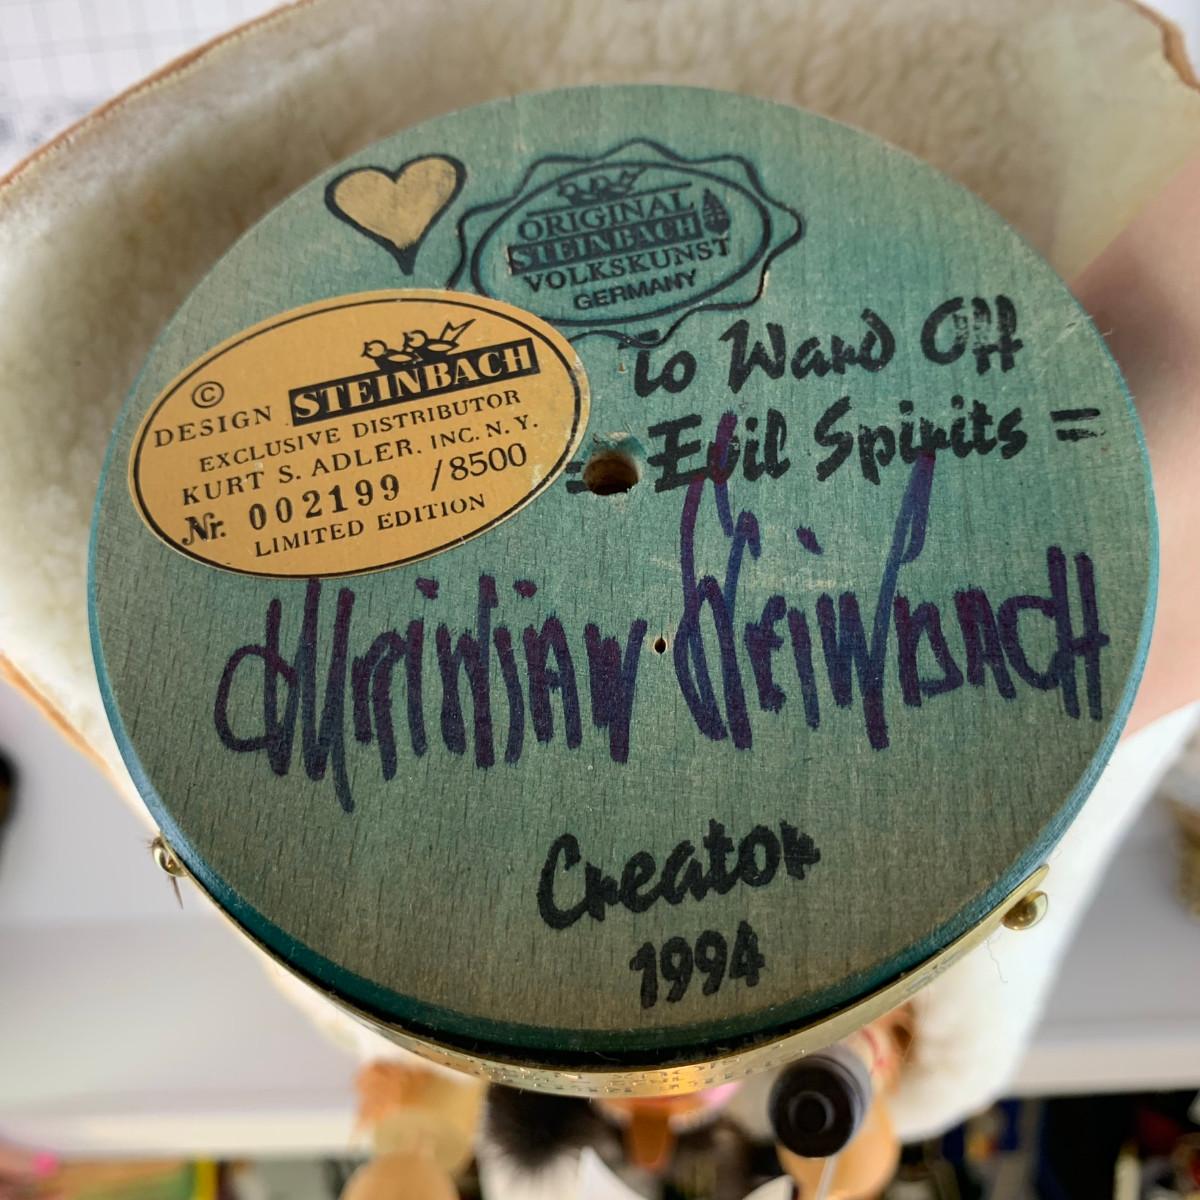 ORIGINAL
STEINBACH
VOLKSKUNST
GERMANY
©
DESIGN STEINBACH
EXCLUSIVE DISTRIBUTOR
KURT S. ADLER, INC. N.Y.
Nr. 002199 /8500
LIMITED EDITION
To Ward Off
= Evil Spirits =
Steinbach
Creator
1994